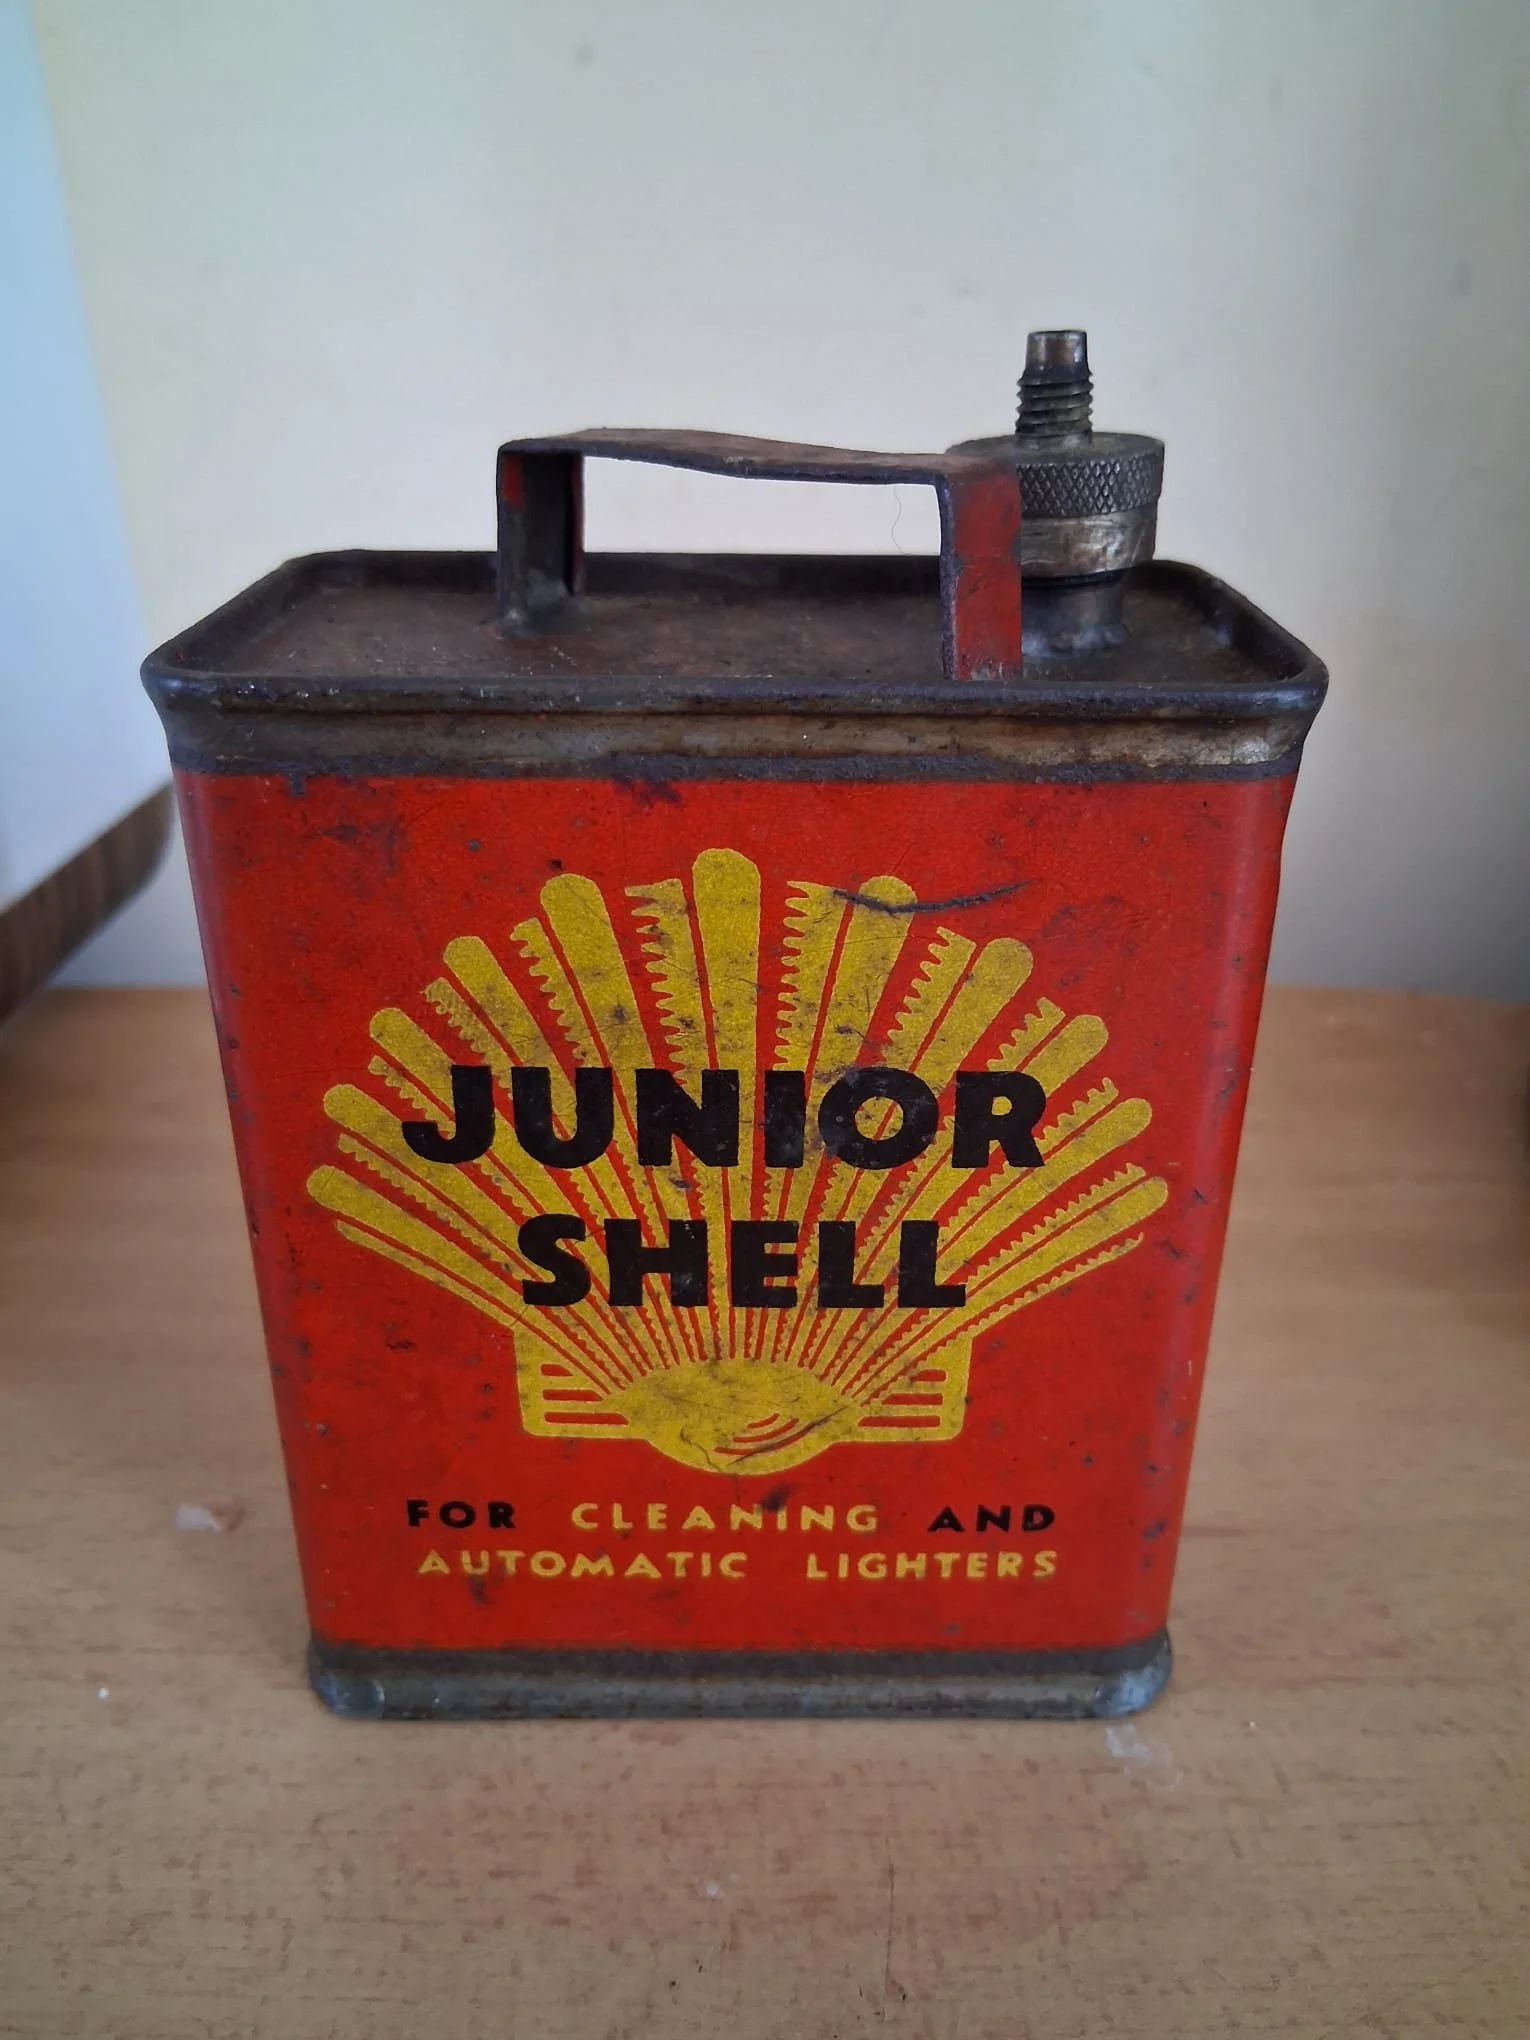 JUNIOR
SHELL
FOR CLEANING AND
AUTOMATIC LIGHTERS